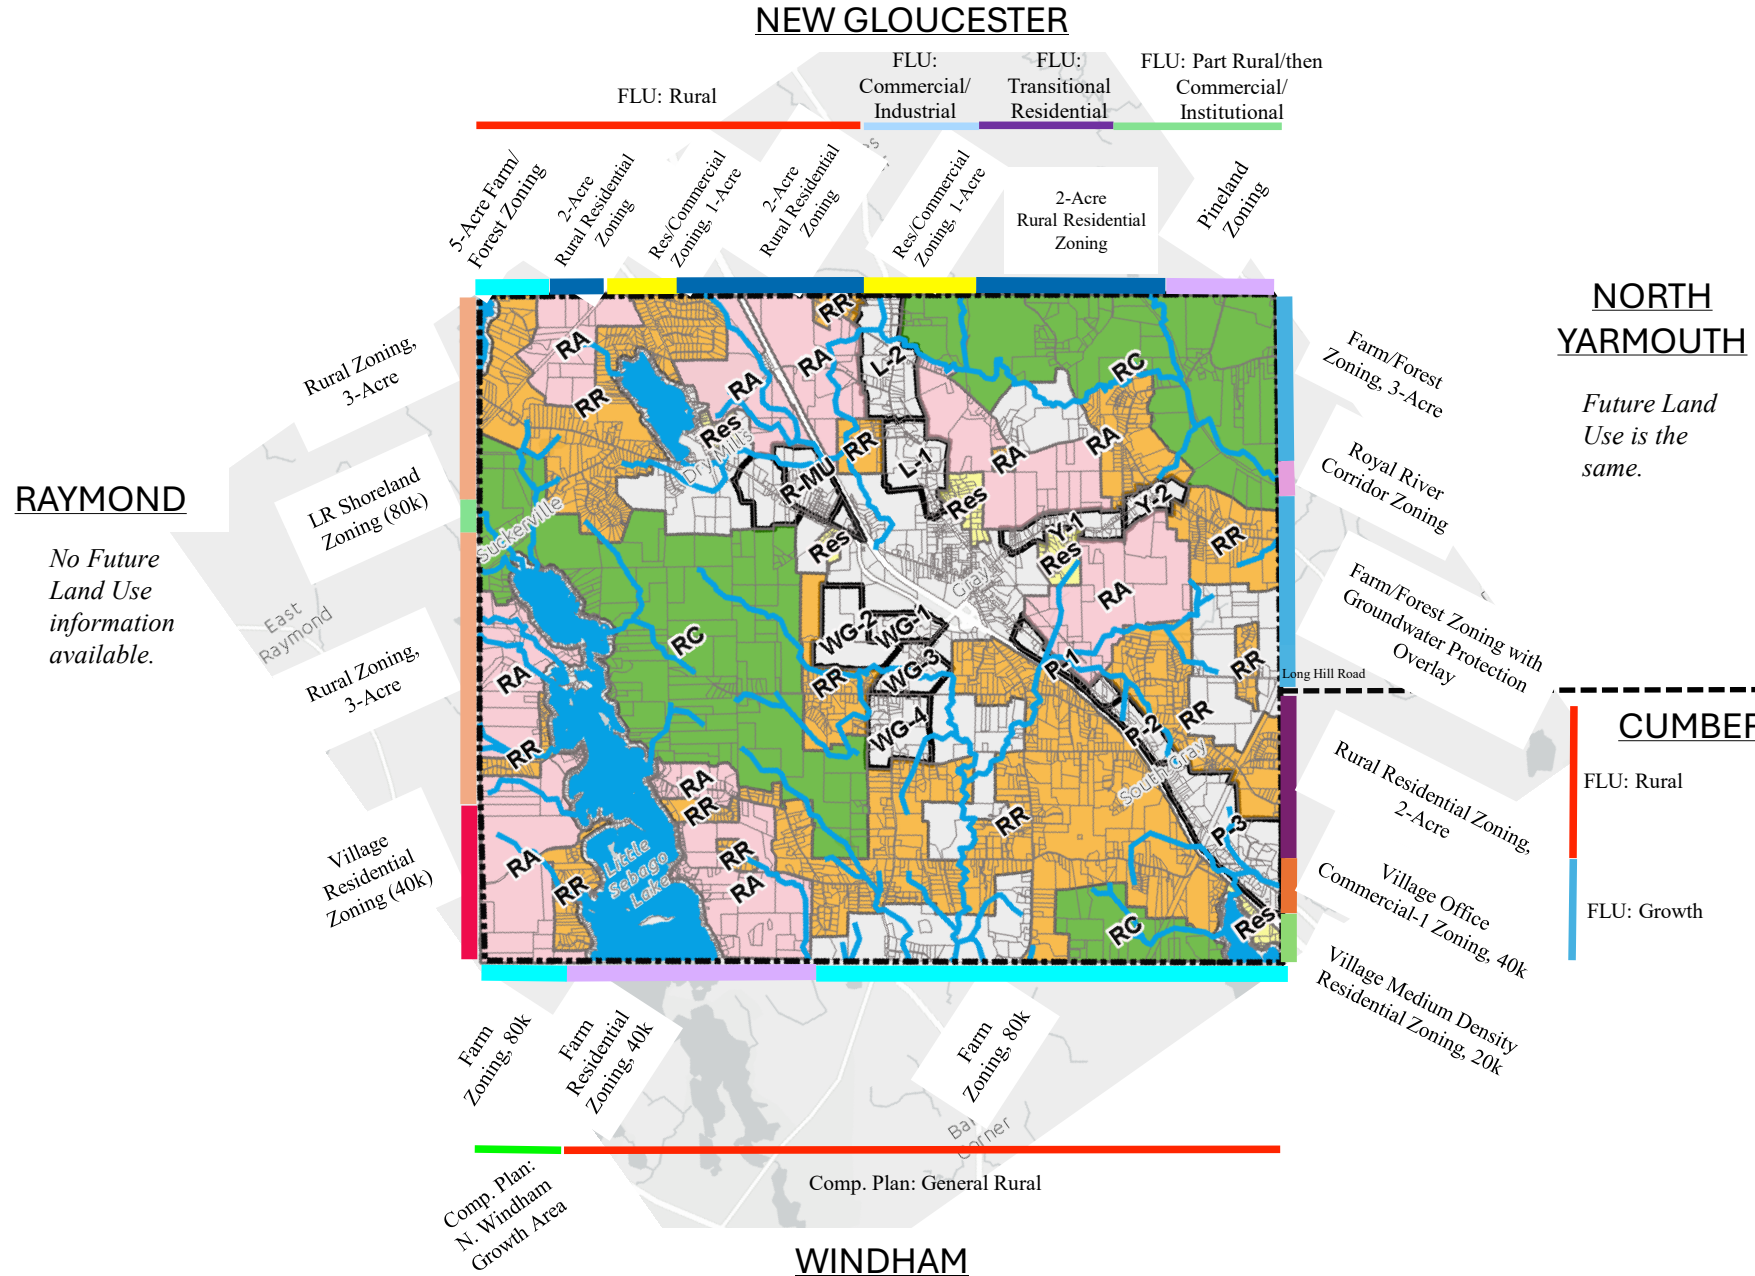 NEW GLOUCESTER
FLU: Rural
FLU:
Commercial/
Industrial
FLU:
Transitional
Residential
FLU: Part Rural/then
Commercial/
Institutional
5-Acre Farm/
Forest Zoning
2-Acre
Rural Residential
Zoning
Res/Commercial
Zoning, 1-Acre
2-Acre
Rural Residential
Zoning
Res/Commercial
Zoning, 1-Acre
2-Acre
Rural Residential
Zoning
Pineland
Zoning
RAYMOND
No Future
Land Use
information
available.
Rural Zoning,
3-Acre
LR Shoreland
Zoning (80k)
Rural Zoning,
3-Acre
Village
Residential
Zoning (40k)
East
Raymond
NORTH
YARMOUTH
Future Land
Use is the
same.
Farm/Forest
Zoning, 3-Acre
Royal River
Corridor Zoning
Farm/Forest Zoning with
Groundwater Protection
Overlay
Long Hill Road
CUMBER
FLU: Rural
FLU: Growth
Rural Residential Zoning,
2-Acre
Village Office
Commercial-1 Zoning, 40k
Village Medium Density
Residential Zoning, 20k
RA
RR
RR
RA
RA
L-2
RC
Res
Dry Mills
R-MU
RR
L-1
RA
RA
Res
Suckerville
Res
Y-1
Y-2
Res
RR
Gray
RA
RC
WG-2
WG-1
WG-3
RR
WG-4
P-1
RR
P-2
RR
South Gray
RA
RR
RA
RR
RR
RA
RR
RA
RR
Little
Sebago
Lake
P-3
RC
Res
Farm
Zoning, 80k
Farm
Residential
Zoning, 40k
Farm
Zoning, 80k
Comp. Plan:
N. Windham
Growth Area
Comp. Plan: General Rural
WINDHAM